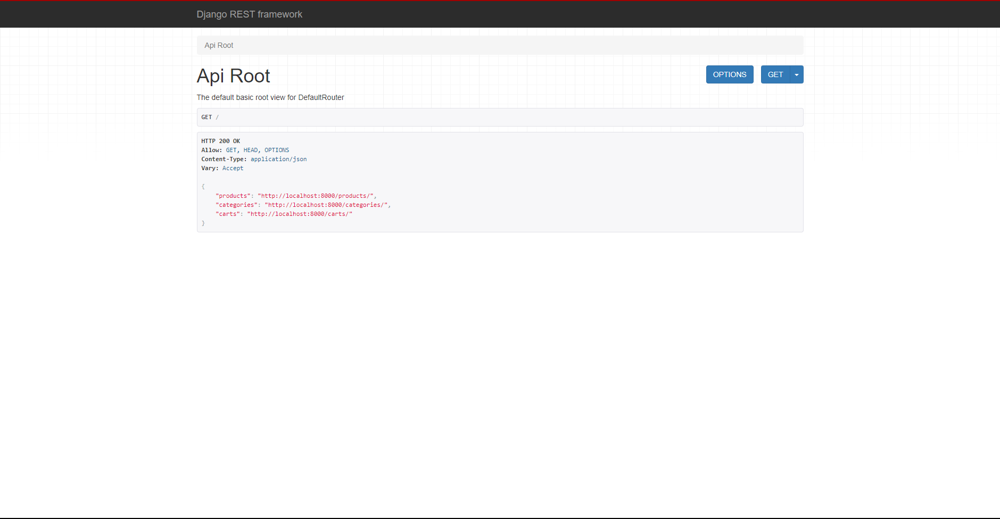 Django REST framework
Api Root
Api Root
OPTIONS
GET
The default basic root view for DefaultRouter
GET /
HTTP 200 OK
Allow: GET, HEAD, OPTIONS
Content-Type: application/json
Vary: Accept
{
    "products": "http://localhost:8000/products/",
    "categories": "http://localhost:8000/categories/",
    "carts": "http://localhost:8000/carts/"
}